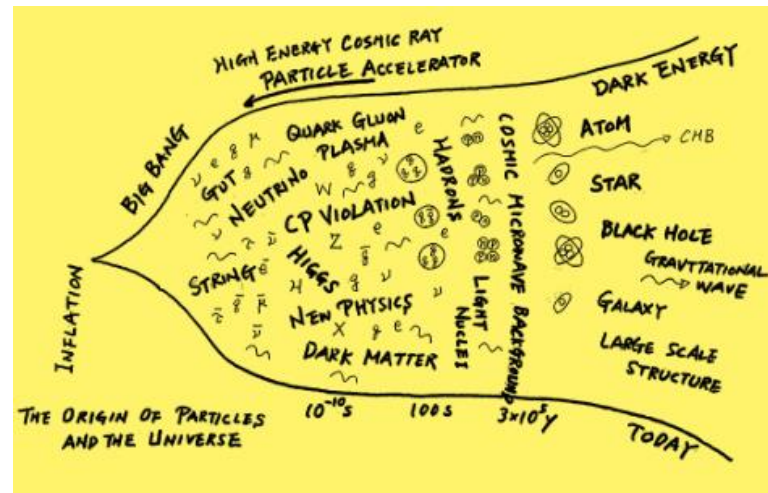 HIGH ENERGY COSMIC RAY
PARTICLE ACCELERATOR
DARK ENERGY
BIG BANG
INFLATION
QUARK GLUON
PLASMA
GUT
NEUTRINO
W
CP VIOLATION
Z
STRING
HIGGS
H
NEW PHYSICS
X
DARK MATTER
HADRONS
LIGHT
NUCLEI
COSMIC MICROWAVE BACKGROUND
ATOM
CMB
STAR
BLACK HOLE
GRAVITATIONAL
WAVE
GALAXY
LARGE SCALE
STRUCTURE
THE ORIGIN OF PARTICLES
AND THE UNIVERSE
10⁻¹⁰s
100s
3×10⁵y
TODAY